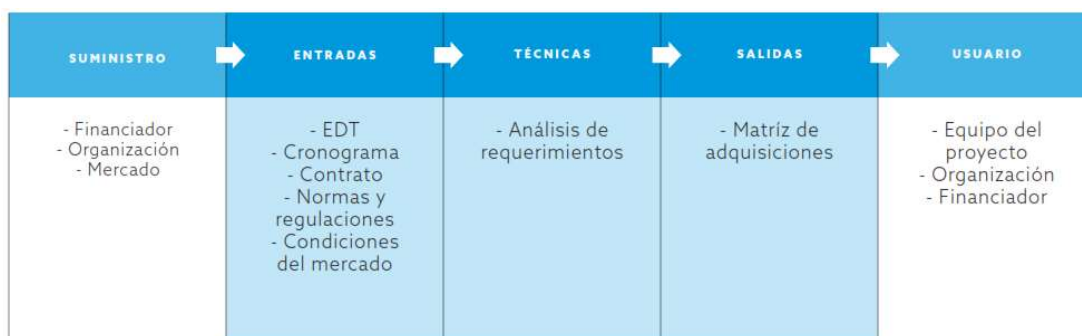 SUMINISTRO
ENTRADAS
TÉCNICAS
SALIDAS
USUARIO
- Financiador
- Organización
- Mercado
- EDT
- Cronograma
- Contrato
- Normas y
regulaciones
- Condiciones
del mercado
- Análisis de
requerimientos
- Matríz de
adquisiciones
- Equipo del
proyecto
- Organización
- Financiador